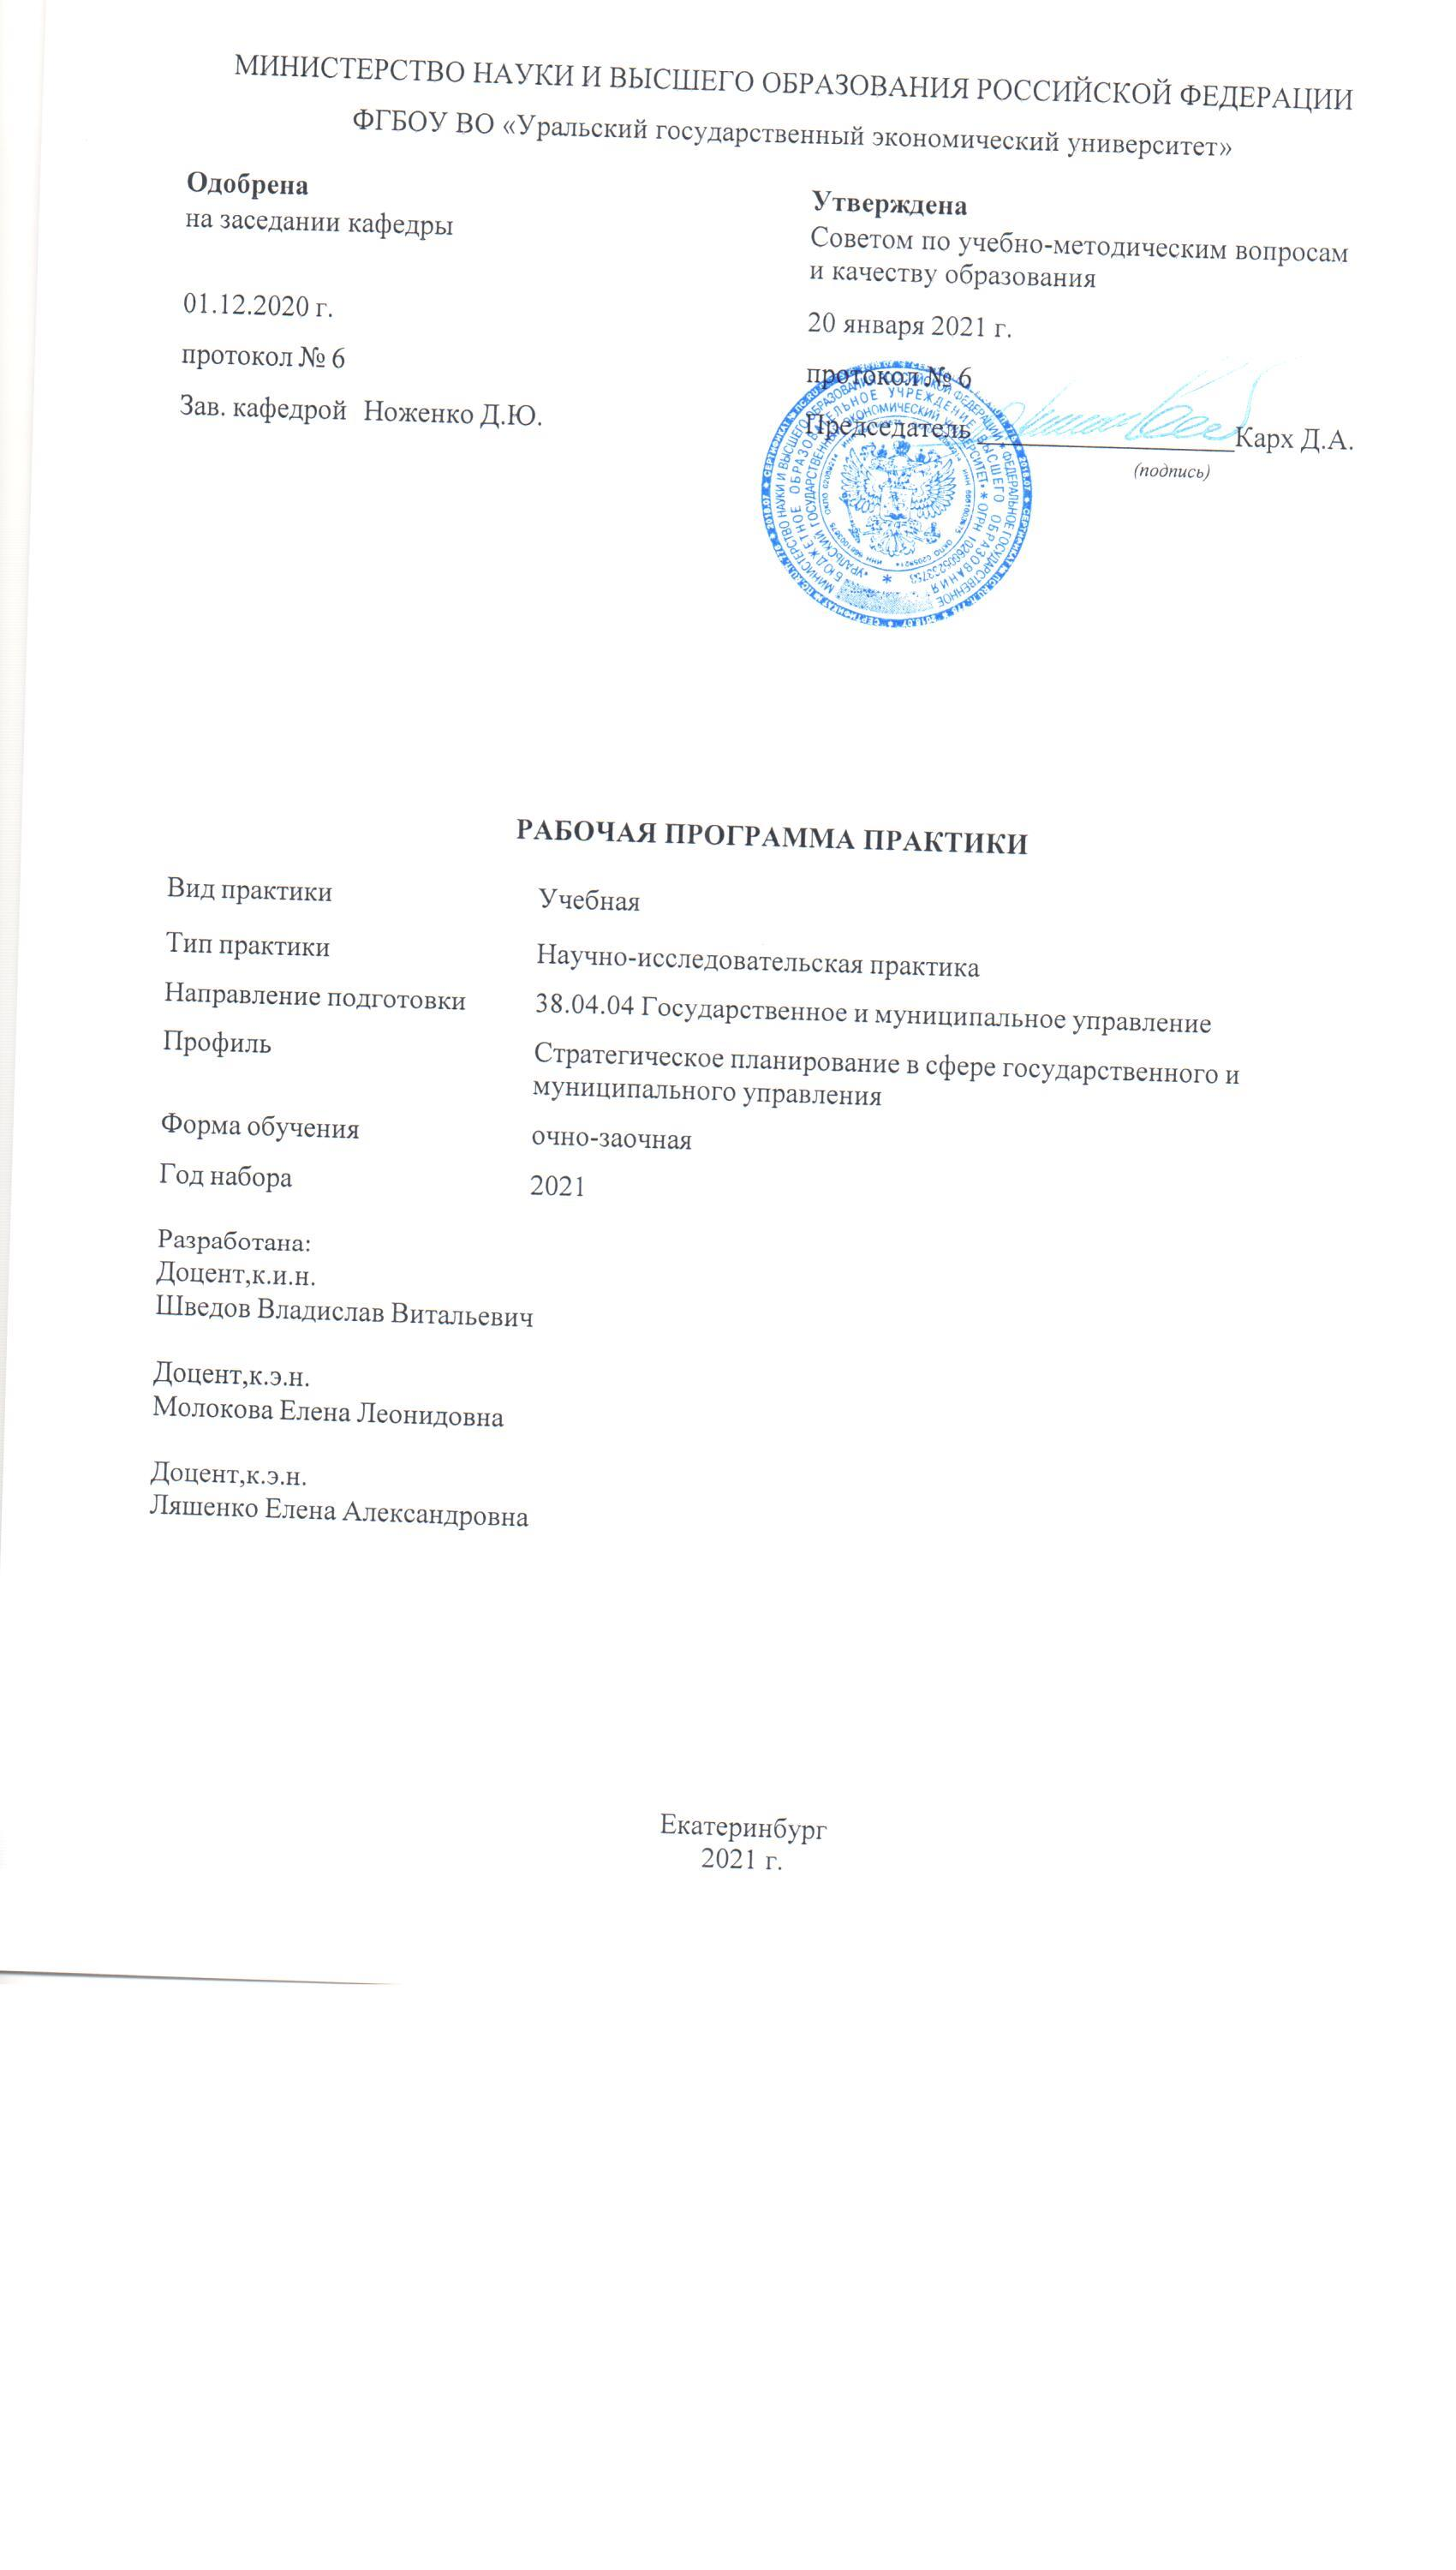 МИНИСТЕРСТВО НАУКИ И ВЫСШЕГО ОБРАЗОВАНИЯ РОССИЙСКОЙ ФЕДЕРАЦИИ
ФГБОУ ВО «Уральский государственный экономический университет»
Одобрена
на заседании кафедры
01.12.2020 г.
протокол № 6
Зав. кафедрой Ноженко Д.Ю.
Утверждена
Советом по учебно-методическим вопросам
и качеству образования
20 января 2021 г.
протокол № 6
Председатель Карх Д.А.
(подпись)
РАБОЧАЯ ПРОГРАММА ПРАКТИКИ
Вид практики Учебная
Тип практики Научно-исследовательская практика
Направление подготовки 38.04.04 Государственное и муниципальное управление
Профиль Стратегическое планирование в сфере государственного и
муниципального управления
Форма обучения очно-заочная
Год набора 2021
Разработана:
Доцент,к.и.н.
Шведов Владислав Витальевич
Доцент,к.э.н.
Молокова Елена Леонидовна
Доцент,к.э.н.
Ляшенко Елена Александровна
Екатеринбург
2021 г.